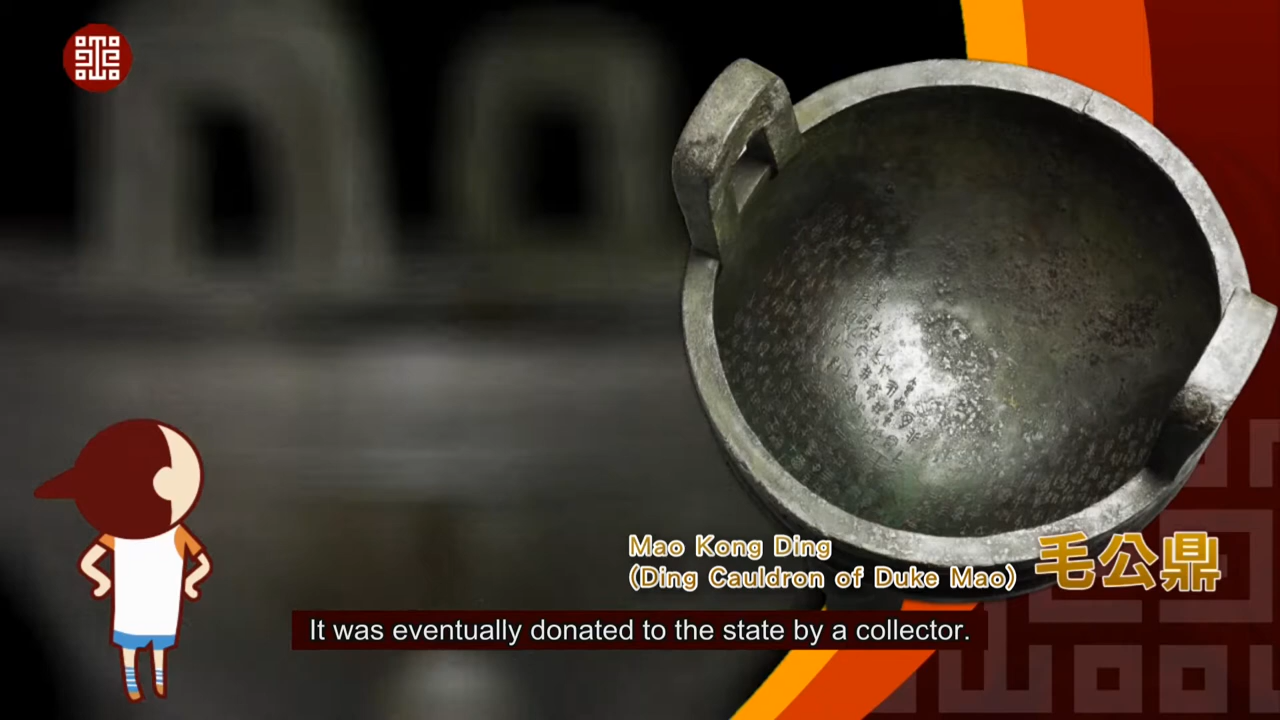 Mao Kong Ding
(Ding Cauldron of Duke Mao)
毛公鼎
It was eventually donated to the state by a collector.